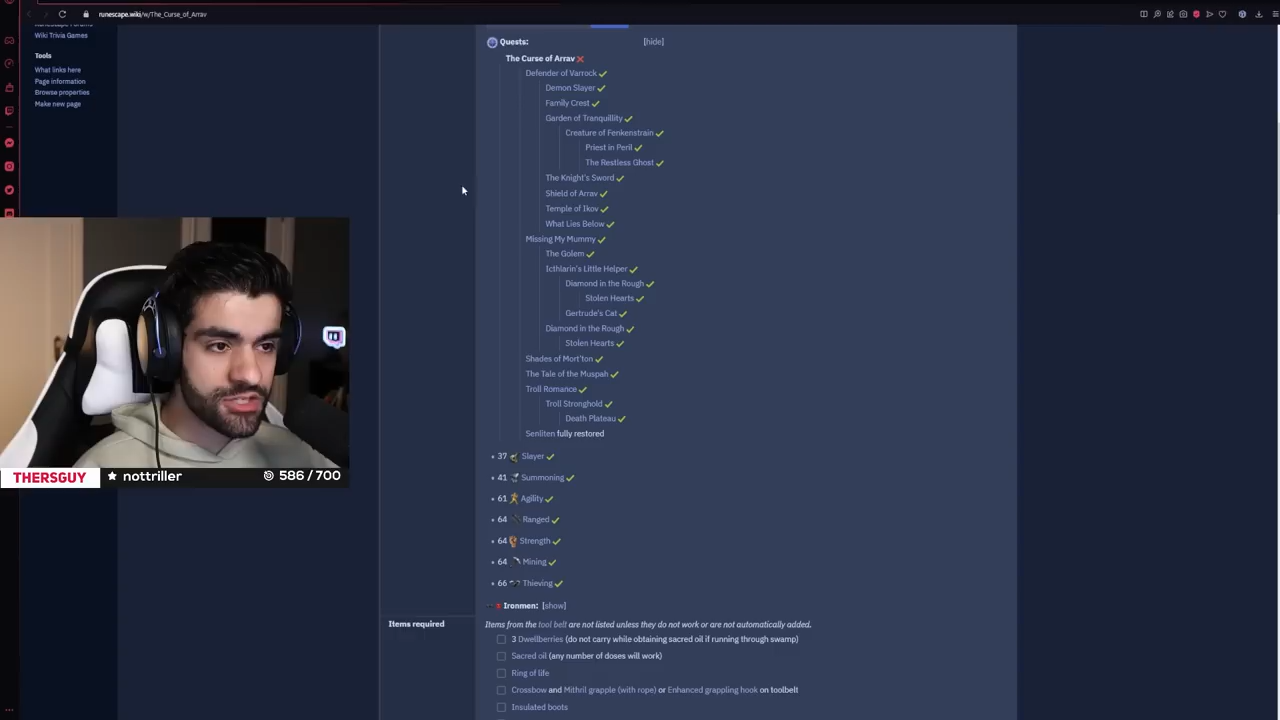 runescape.wiki/w/The_Curse_of_Arrav
RuneScape Forums
Wiki Trivia Games
Tools
What links here
Page information
Browse properties
Make new page
Quests: [hide]
The Curse of Arrav
Defender of Varrock
Demon Slayer
Family Crest
Garden of Tranquillity
Creature of Fenkenstrain
Priest in Peril
The Restless Ghost
The Knight's Sword
Shield of Arrav
Temple of Ikov
What Lies Below
Missing My Mummy
The Golem
Icthlarin's Little Helper
Diamond in the Rough
Stolen Hearts
Gertrude's Cat
Diamond in the Rough
Stolen Hearts
Shades of Mort'ton
The Tale of the Muspah
Troll Romance
Troll Stronghold
Death Plateau
Senliten fully restored
37 Slayer
41 Summoning
61 Agility
64 Ranged
64 Strength
64 Mining
66 Thieving
Ironmen: [show]
Items required
Items from the tool belt are not listed unless they do not work or are not automatically added.
3 Dwellberries (do not carry while obtaining sacred oil if running through swamp)
Sacred oil (any number of doses will work)
Ring of life
Crossbow and Mithril grapple (with rope) or Enhanced grappling hook on toolbelt
Insulated boots
THERSGUY nottriller 586 / 700